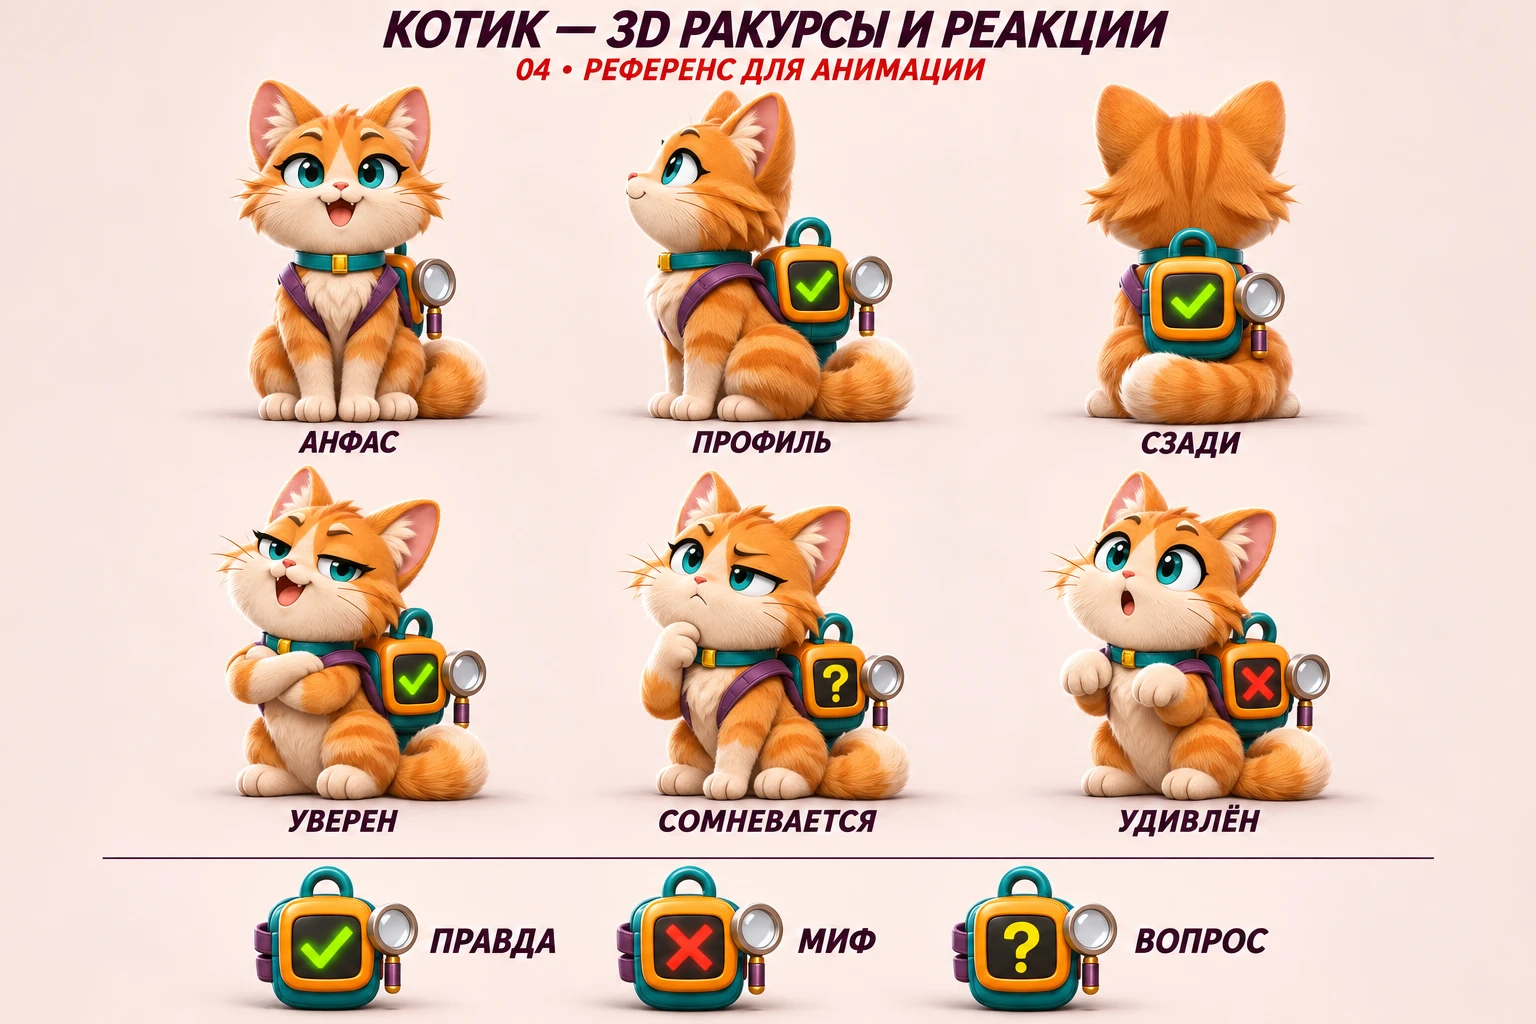 КОТИК — 3D РАКУРСЫ И РЕАКЦИИ
04 • РЕФЕРЕНС ДЛЯ АНИМАЦИИ
АНФАС
ПРОФИЛЬ
СЗАДИ
?
УВЕРЕН
СОМНЕВАЕТСЯ
УДИВЛЁН
ПРАВДА
МИФ
?
ВОПРОС